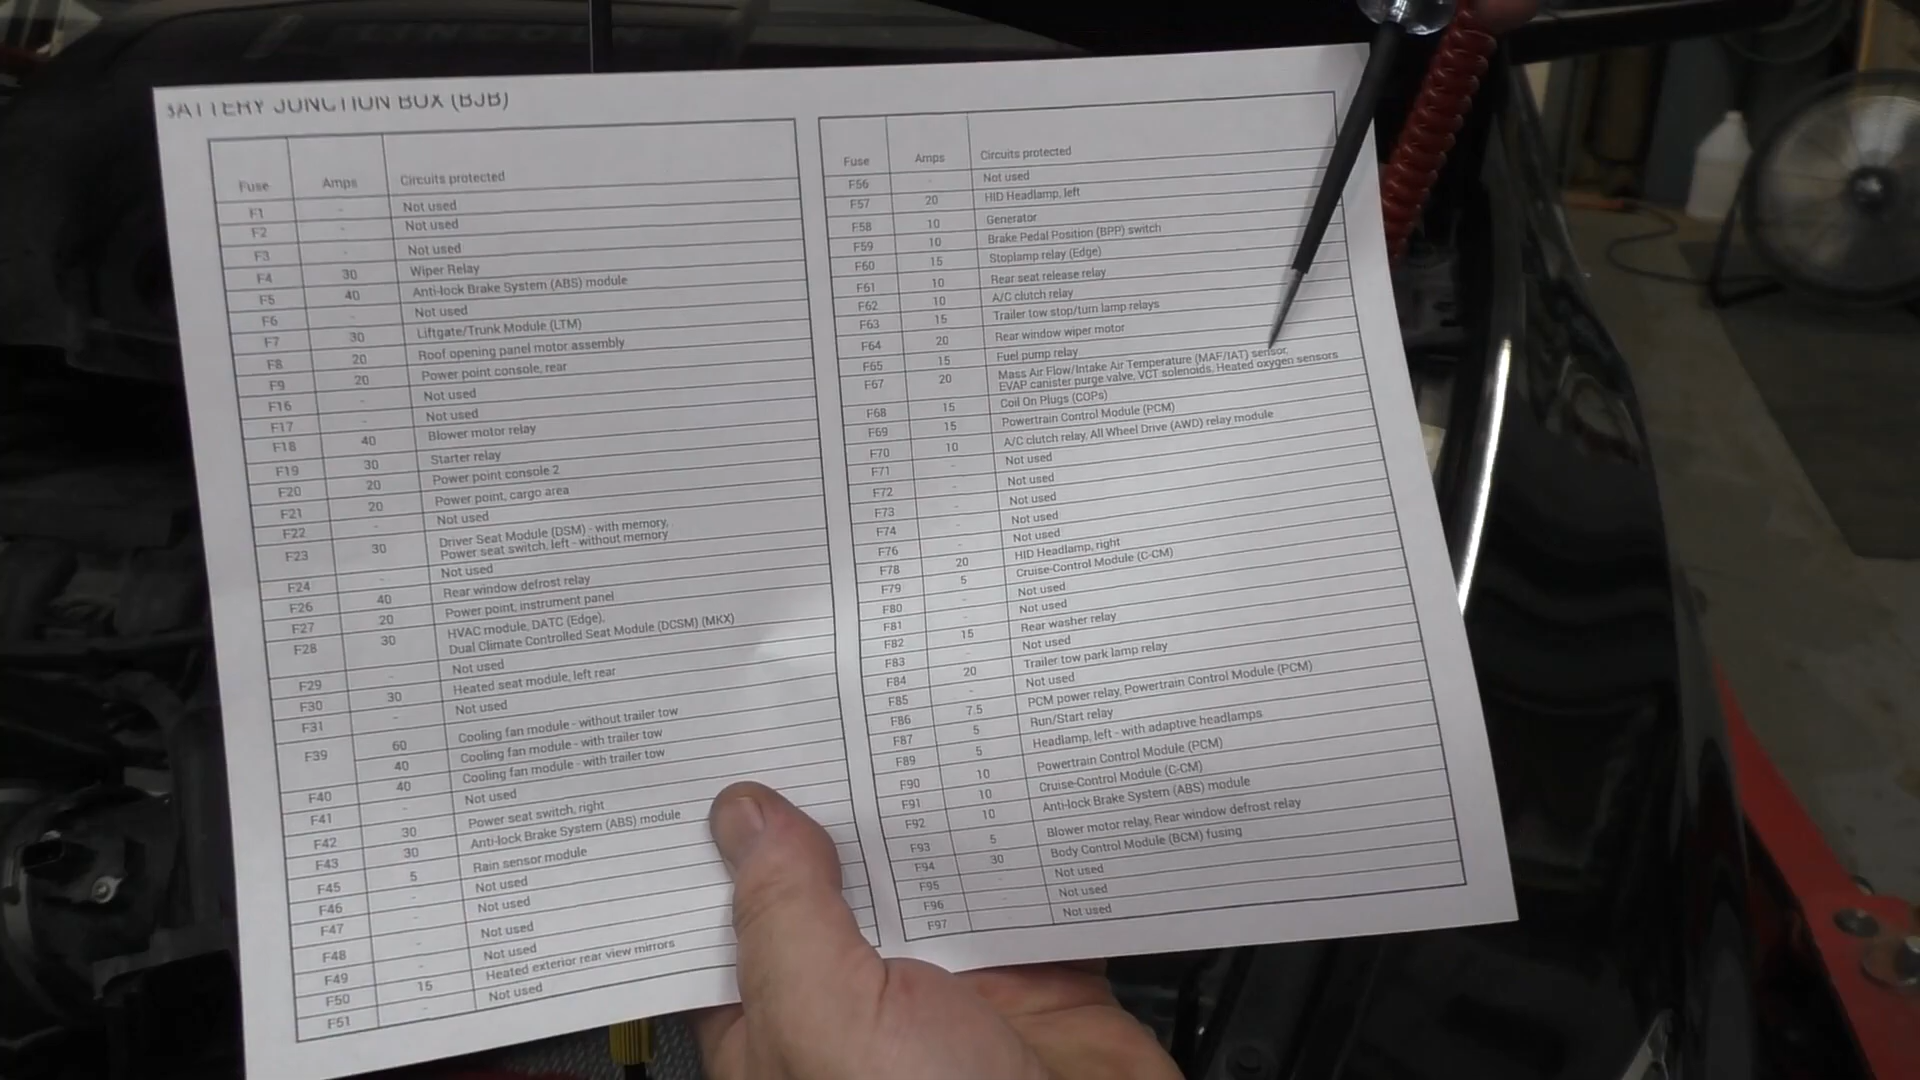 BATTERY JUNCTION BOX (BJB)
Fuse Amps Circuits protected
F1 - Not used
F2 - Not used
F3 - Not used
F4 30 Wiper Relay
F5 40 Anti-lock Brake System (ABS) module
F6 - Not used
F7 30 Liftgate/Trunk Module (LTM)
F8 20 Roof opening panel motor assembly
F9 20 Power point console, rear
F16 - Not used
F17 - Not used
F18 40 Blower motor relay
F19 30 Starter relay
F20 20 Power point console 2
F21 20 Power point, cargo area
F22 - Not used
F23 30 Driver Seat Module (DSM) - with memory,
Power seat switch, left - without memory
F24 - Not used
F26 40 Rear window defrost relay
F27 20 Power point, instrument panel
F28 30 HVAC module, DATC (Edge),
Dual Climate Controlled Seat Module (DCSM) (MKX)
F29 - Not used
F30 30 Heated seat module, left rear
F31 - Not used
F39 60 Cooling fan module - without trailer tow
40 Cooling fan module - with trailer tow
F40 40 Cooling fan module - with trailer tow
F41 - Not used
F42 30 Power seat switch, right
F43 30 Anti-lock Brake System (ABS) module
F45 5 Rain sensor module
F46 - Not used
F47 Not used
F48 - Not used
F49 - Not used
F50 15 Heated exterior rear view mirrors
F51 - Not used
Fuse Amps Circuits protected
F56 - Not used
F57 20 HID Headlamp, left
F58 10 Generator
F59 10 Brake Pedal Position (BPP) switch
F60 15 Stoplamp relay (Edge)
F61 10 Rear seat release relay
F62 10 A/C clutch relay
F63 15 Trailer tow stop/turn lamp relays
F64 20 Rear window wiper motor
F65 15 Fuel pump relay
F67 20 Mass Air Flow/Intake Air Temperature (MAF/IAT) sensor,
EVAP canister purge valve, VCT solenoids, Heated oxygen sensors
F68 15 Coil On Plugs (COPs)
F69 15 Powertrain Control Module (PCM)
F70 10 A/C clutch relay, All Wheel Drive (AWD) relay module
F71 - Not used
F72 - Not used
F73 - Not used
F74 - Not used
F76 - Not used
F78 20 HID Headlamp, right
F79 5 Cruise-Control Module (C-CM)
F80 - Not used
F81 - Not used
F82 15 Rear washer relay
F83 - Not used
F84 20 Trailer tow park lamp relay
F85 - Not used
F86 7.5 PCM power relay, Powertrain Control Module (PCM)
F87 5 Run/Start relay
F89 5 Headlamp, left - with adaptive headlamps
F90 10 Powertrain Control Module (PCM)
F91 10 Cruise-Control Module (C-CM)
F92 10 Anti-lock Brake System (ABS) module
F93 5 Blower motor relay, Rear window defrost relay
F94 30 Body Control Module (BCM) fusing
F95 - Not used
F96 - Not used
F97 Not used